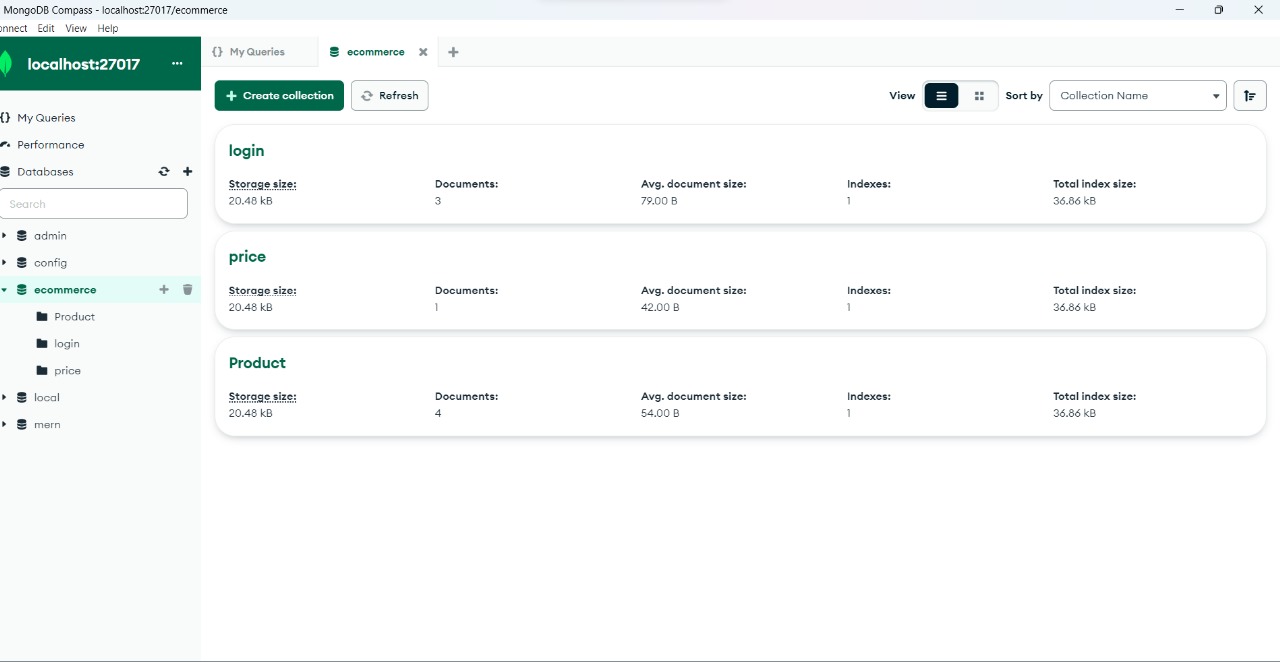 MongoDB Compass - localhost:27017/ecommerce
onnect Edit View Help
localhost:27017
My Queries
Performance
Databases
Search
admin
config
ecommerce
Product
login
price
local
mern
{} My Queries
ecommerce
Create collection
Refresh
View
Sort by
Collection Name
login
Storage size: Documents: Avg. document size: Indexes: Total index size:
20.48 kB 3 79.00 B 1 36.86 kB
price
Storage size: Documents: Avg. document size: Indexes: Total index size:
20.48 kB 1 42.00 B 1 36.86 kB
Product
Storage size: Documents: Avg. document size: Indexes: Total index size:
20.48 kB 4 54.00 B 1 36.86 kB